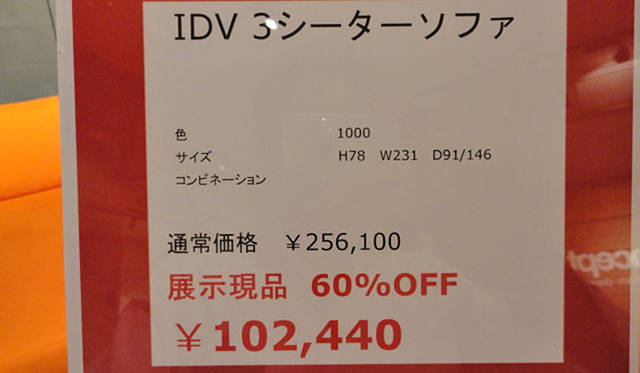 IDV 3シーターソファ
色 1000
サイズ H78 W231 D91/146
コンビネーション
通常価格 ￥256,100
展示現品 60%OFF
￥102,440